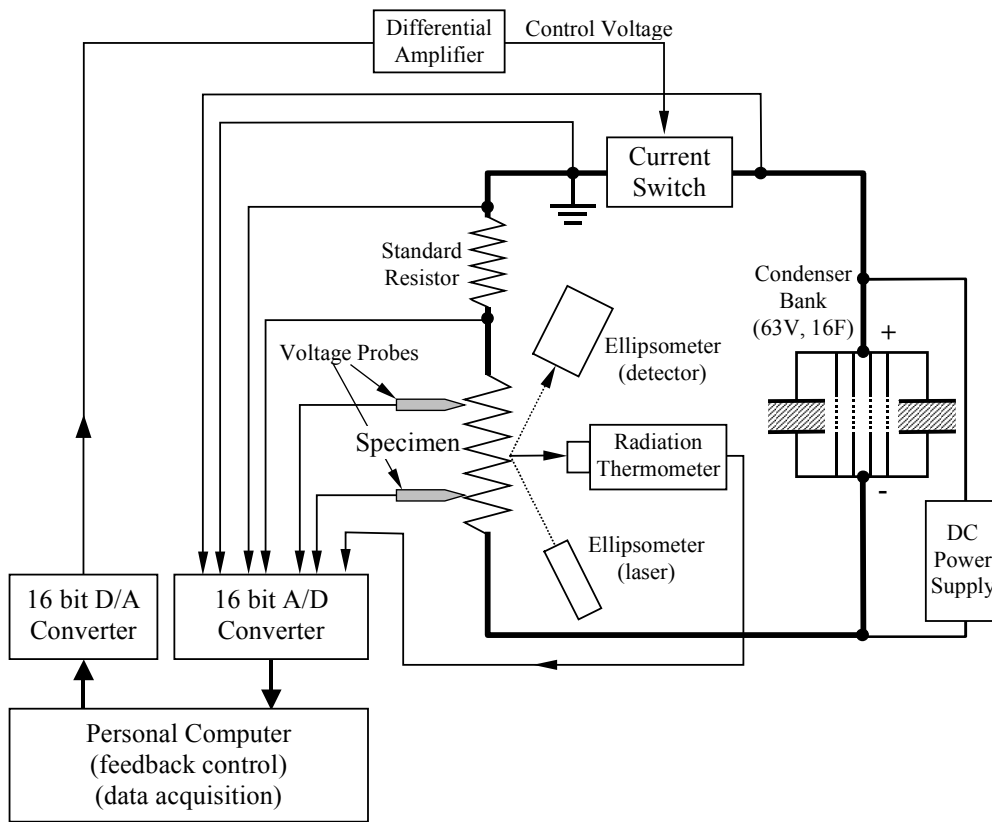 Differential
Amplifier
Control Voltage
Current
Switch
Standard
Resistor
Condenser
Bank
(63V, 16F)
+
Ellipsometer
(detector)
Voltage Probes
Specimen
Radiation
Thermometer
-
Ellipsometer
(laser)
DC
Power
Supply
16 bit D/A
Converter
16 bit A/D
Converter
Personal Computer
(feedback control)
(data acquisition)